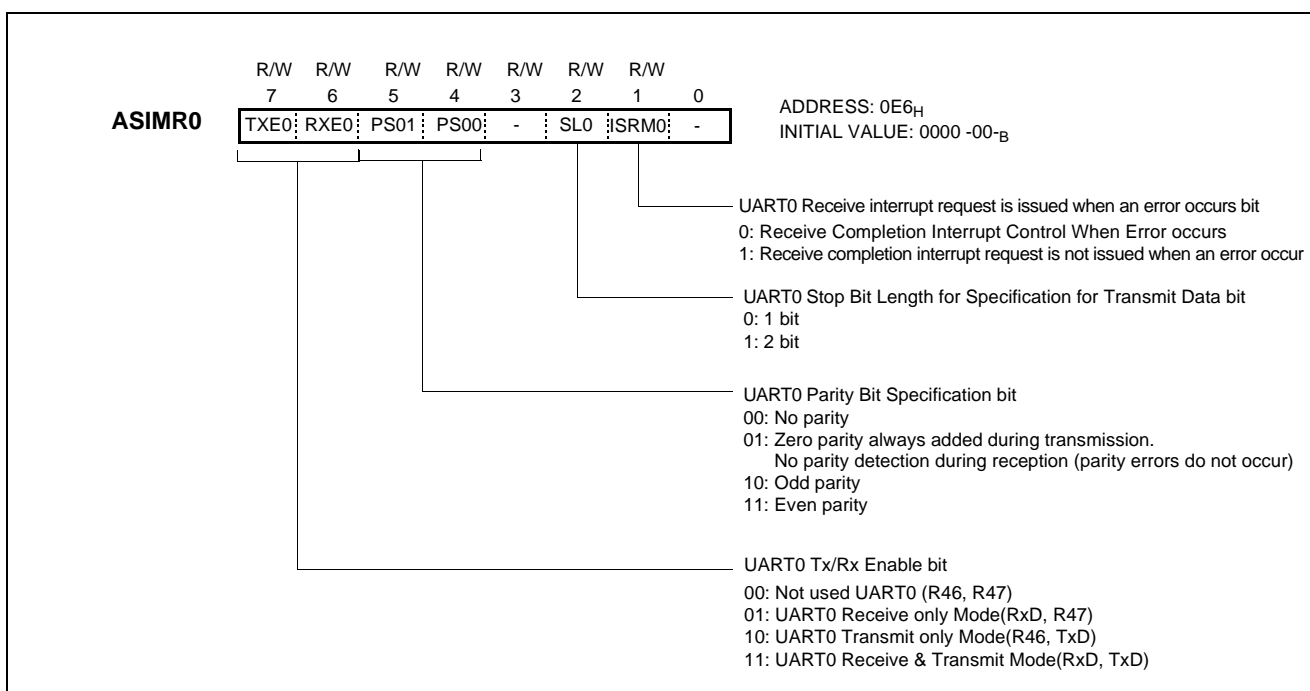 R/W R/W R/W R/W R/W R/W R/W
7 6 5 4 3 2 1 0
ASIMR0 TXE0 RXE0 PS01 PS00 - SL0 ISRM0 -
ADDRESS: 0E6H
INITIAL VALUE: 0000 -00-B
UART0 Receive interrupt request is issued when an error occurs bit
0: Receive Completion Interrupt Control When Error occurs
1: Receive completion interrupt request is not issued when an error occur
UART0 Stop Bit Length for Specification for Transmit Data bit
0: 1 bit
1: 2 bit
UART0 Parity Bit Specification bit
00: No parity
01: Zero parity always added during transmission.
No parity detection during reception (parity errors do not occur)
10: Odd parity
11: Even parity
UART0 Tx/Rx Enable bit
00: Not used UART0 (R46, R47)
01: UART0 Receive only Mode(RxD, R47)
10: UART0 Transmit only Mode(R46, TxD)
11: UART0 Receive & Transmit Mode(RxD, TxD)